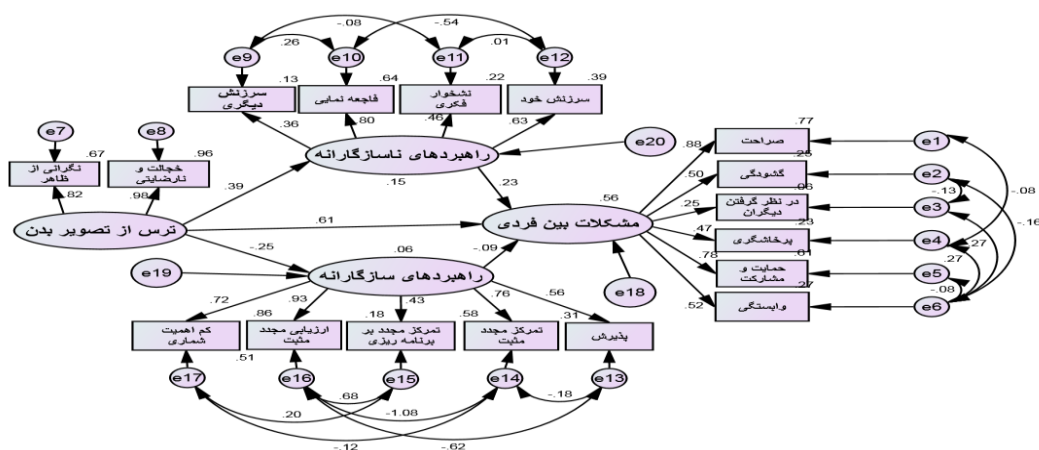 -.08
-.54
.26
.01
e9
e10
e11
e12
.13
.64
.22
.39
سرزنش
دیگری
فاجعه نمایی
نشخوار
فکری
سرزنش خود
.36
.80
.46
.63
e7
e8
.67
.96
نگرانی از
ظاهر
خجالت و
نارضایتی
.82
.98
راهبردهای ناسازگارانه
.15
e20
.39
.23
ترس از تصویر بدن
.61
.56
مشکلات بین فردی
-.25
-.09
.06
راهبردهای سازگارانه
e19
e18
.88
.50
.25
.47
.78
.52
.77
صراحت
e1
.25
گشودگی
e2
.06
در نظر گرفتن
دیگران
e3
.23
پرخاشگری
e4
.61
حمایت و
مشارکت
e5
.27
وابستگی
e6
-.08
-.13
-.16
.27
.27
-.08
.72
.93
.43
.76
.56
.51
.86
.18
.58
.31
کم اهمیت
شماری
ارزیابی مجدد
مثبت
تمرکز مجدد بر
برنامه ریزی
تمرکز مجدد
مثبت
پذیرش
e17
e16
e15
e14
e13
.68
-.18
.20
-1.08
-.12
-.62